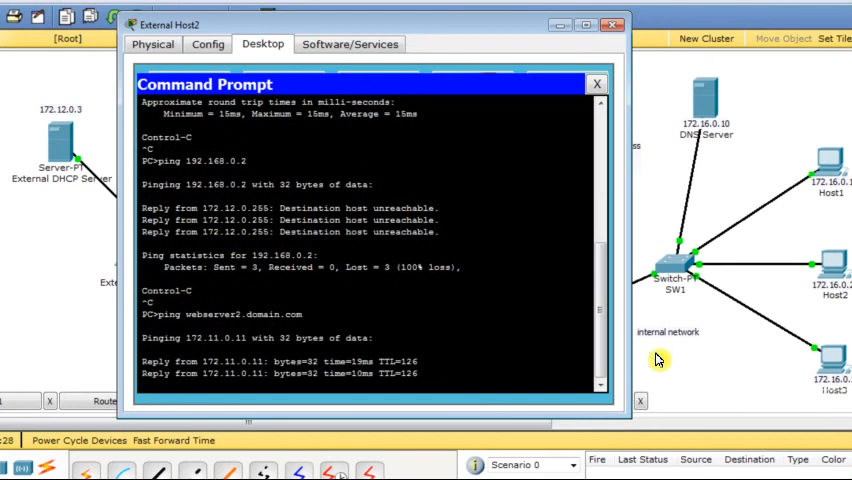 External Host2
[Root]
New Cluster
Move Object
Set Tile
Physical
Config
Desktop
Software/Services
Command Prompt
X
Approximate round trip times in milli-seconds:
Minimum = 15ms, Maximum = 15ms, Average = 15ms
Control-C
^C
PC>ping 192.168.0.2
Pinging 192.168.0.2 with 32 bytes of data:
Reply from 172.12.0.255: Destination host unreachable.
Reply from 172.12.0.255: Destination host unreachable.
Reply from 172.12.0.255: Destination host unreachable.
Ping statistics for 192.168.0.2:
Packets: Sent = 3, Received = 0, Lost = 3 (100% loss),
Control-C
^C
PC>ping webserver2.domain.com
Pinging 172.11.0.11 with 32 bytes of data:
Reply from 172.11.0.11: bytes=32 time=19ms TTL=126
Reply from 172.11.0.11: bytes=32 time=10ms TTL=126
172.12.0.3
Server-PT
External DHCP Server
172.16.0.10
DNS Server
172.16.0.1
Host1
Switch-PT
SW1
172.16.0.2
Host2
internal network
172.16.0.
Host3
X
Route
X
:28
Power Cycle Devices
Fast Forward Time
Scenario 0
Fire
Last Status
Source
Destination
Type
Color